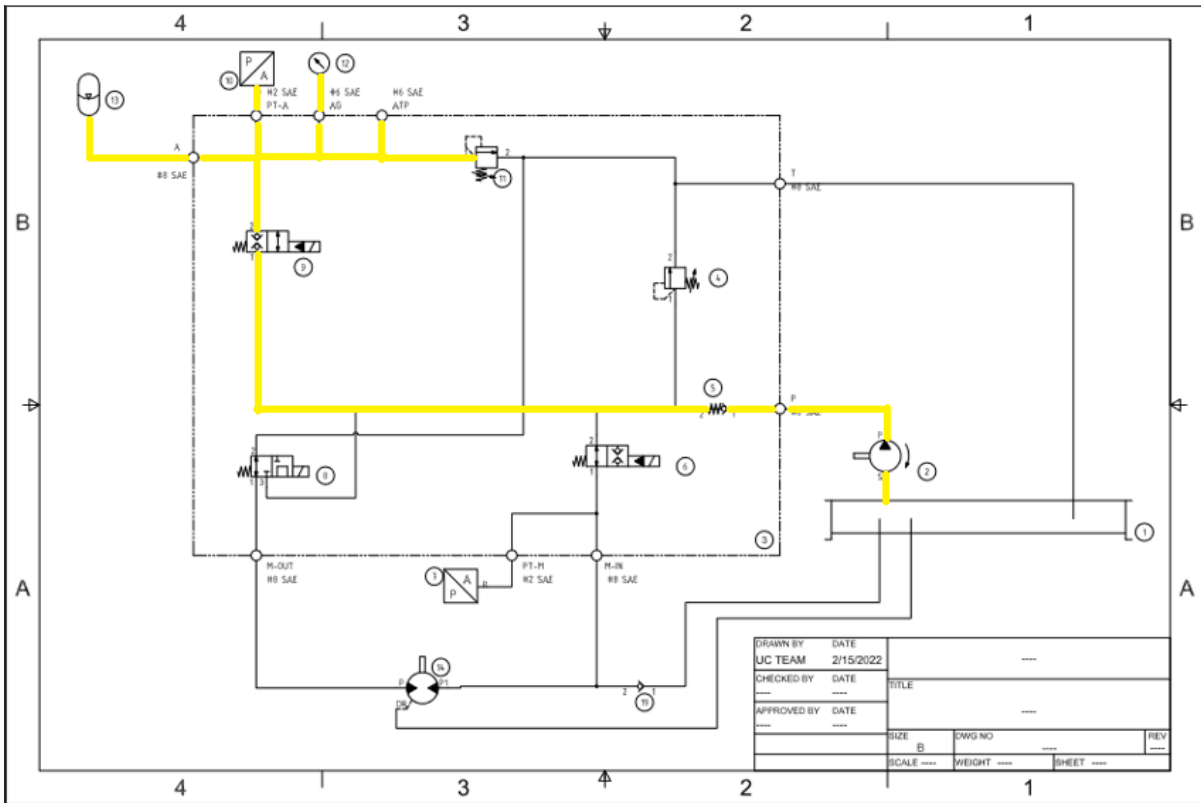 4 3 2 1
P
A
10
12
13
#2 SAE #6 SAE #6 SAE
PT-A AG ATP
A
#8 SAE
2
11
T
#8 SAE
B B
2
1
9
2
4
1
5
2 1
P
#8 SAE
P
2
S
2
8
1 3
2
6
1
3
1
M-OUT PT-M M-IN
#8 SAE #2 SAE #8 SAE
A A
A
P
P
14
P P1
DR
2 1
19
DRAWN BY DATE
UC TEAM 2/15/2022
----
CHECKED BY DATE
---- ----
TITLE
----
APPROVED BY DATE
---- ----
SIZE DWG NO REV
B ---- ----
SCALE ---- WEIGHT ---- SHEET ----
4 3 2 1